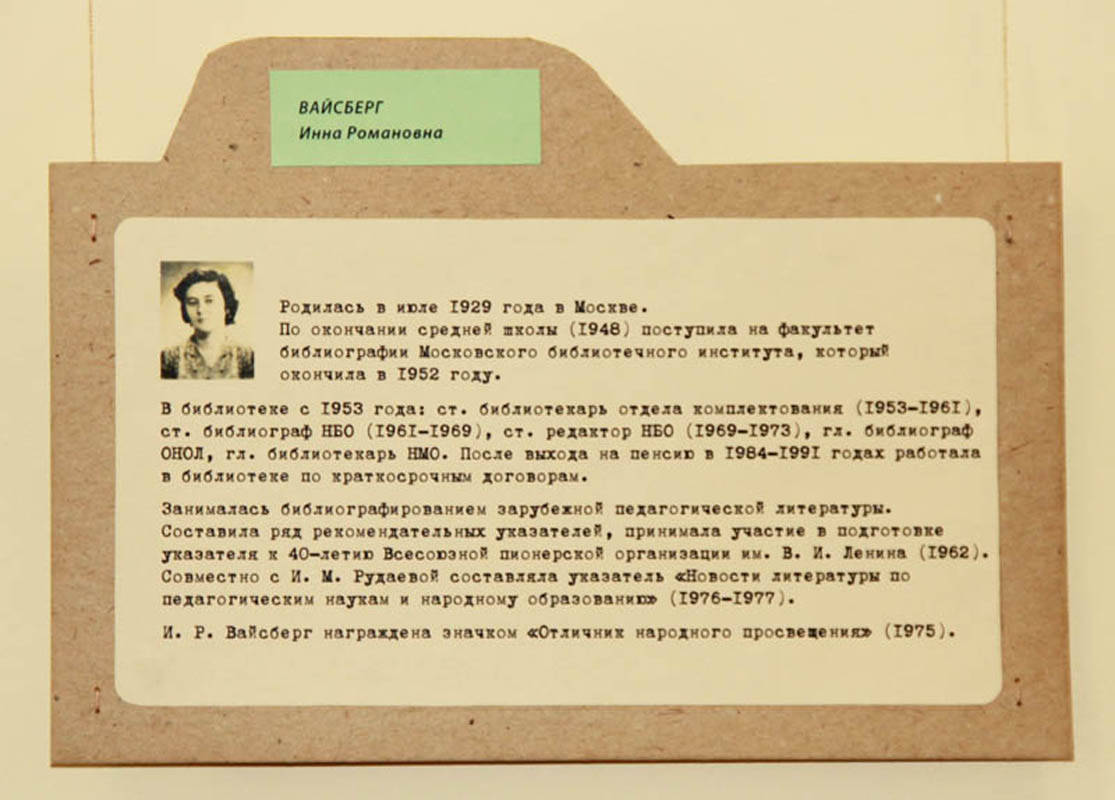 ВАЙСБЕРГ
Инна Романовна
Родилась в июле 1929 года в Москве.
По окончании средней школы (1948) поступила на факультет
библиографии Московского библиотечного института, который
окончила в 1952 году.
В библиотеке с 1953 года: ст. библиотекарь отдела комплектования (1953-1961),
ст. библиограф НБО (1961-1969), ст. редактор НБО (1969-1973), гл. библиограф
ОНОЛ, гл. библиотекарь НМО. После выхода на пенсию в 1984-1991 годах работала
в библиотеке по краткосрочным договорам.
Занималась библиографированием зарубежной педагогической литературы.
Составила ряд рекомендательных указателей, принимала участие в подготовке
указателя к 40-летию Всесоюзной пионерской организации им. В. И. Ленина (1962).
Совместно с И. М. Рудаевой составляла указатель «Новости литературы по
педагогическим наукам и народному образованию» (1976-1977).
И. Р. Вайсберг награждена значком «Отличник народного просвещения» (1975).